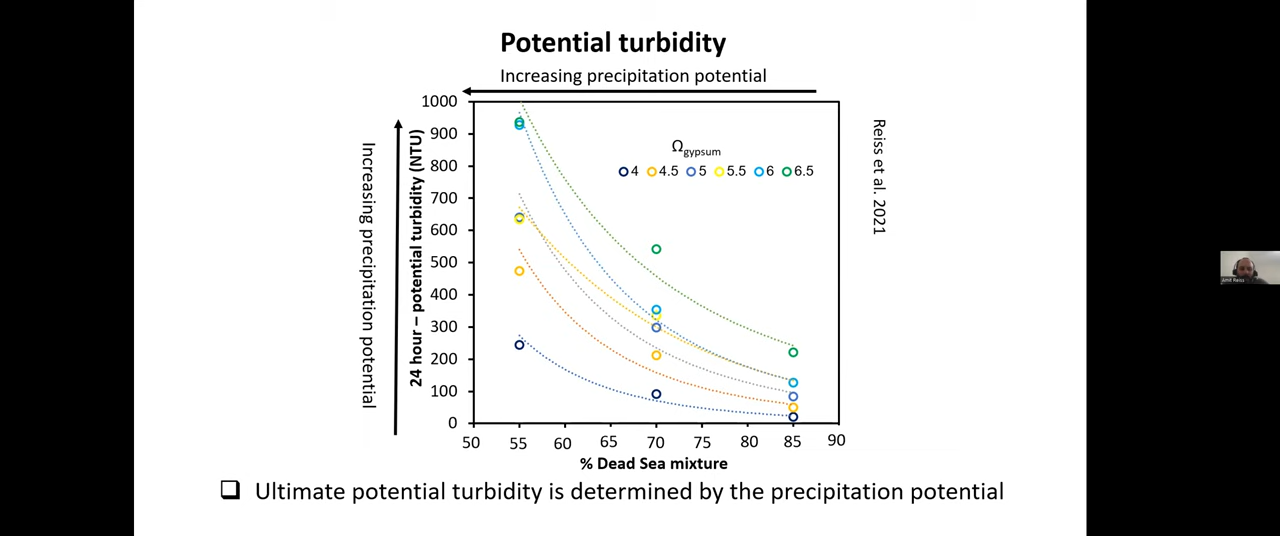 Potential turbidity
Increasing precipitation potential
Increasing precipitation potential
24 hour – potential turbidity (NTU)
1000
900
800
700
600
500
400
300
200
100
0
Ωgypsum
4 4.5 5 5.5 6 6.5
50 55 60 65 70 75 80 85 90
% Dead Sea mixture
Reiss et al. 2021
Ultimate potential turbidity is determined by the precipitation potential
Amit Reiss